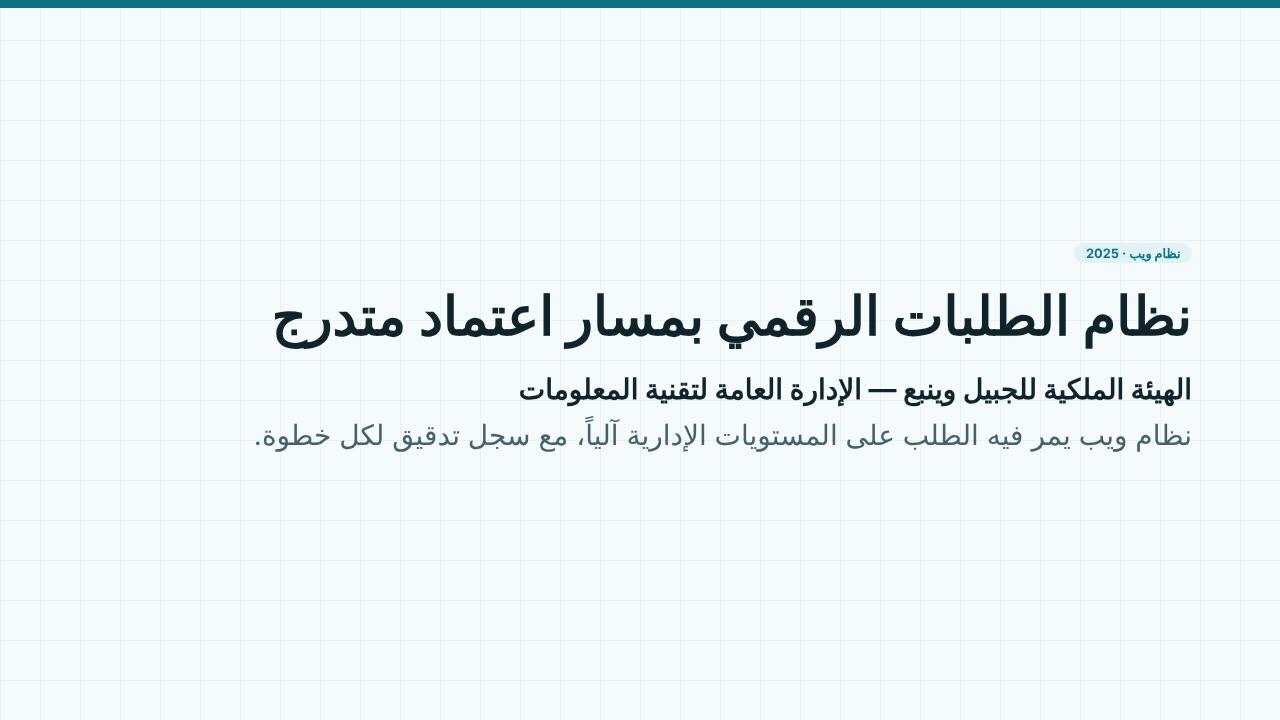 نظام ويب · 2025
نظام الطلبات الرقمي بمسار اعتماد متدرج
الهيئة الملكية للجبيل وينبع — الإدارة العامة لتقنية المعلومات
نظام ويب يمر فيه الطلب على المستويات الإدارية آلياً، مع سجل تدقيق لكل خطوة.